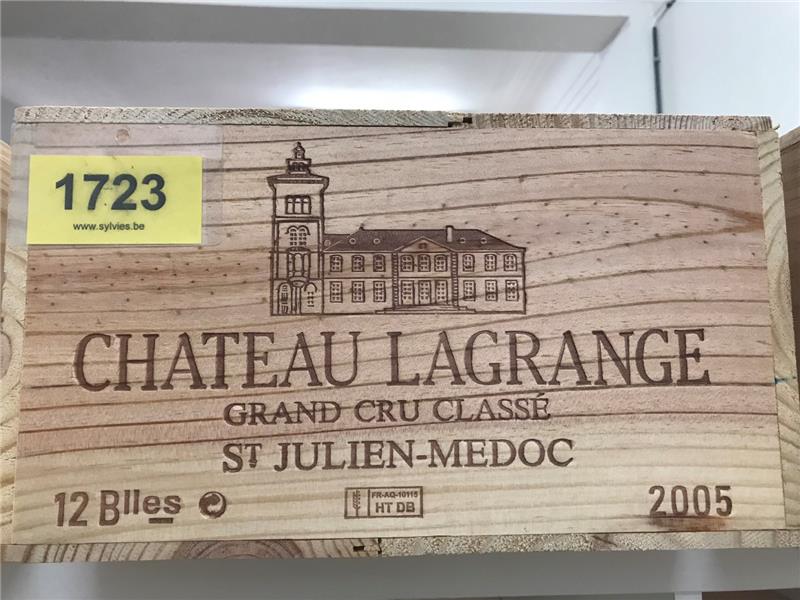 1723
www.sylvies.be
CHATEAU LAGRANGE
GRAND CRU CLASSÉ
ST JULIEN-MEDOC
12 Blles
FR-AQ-10115
HT DB
2005